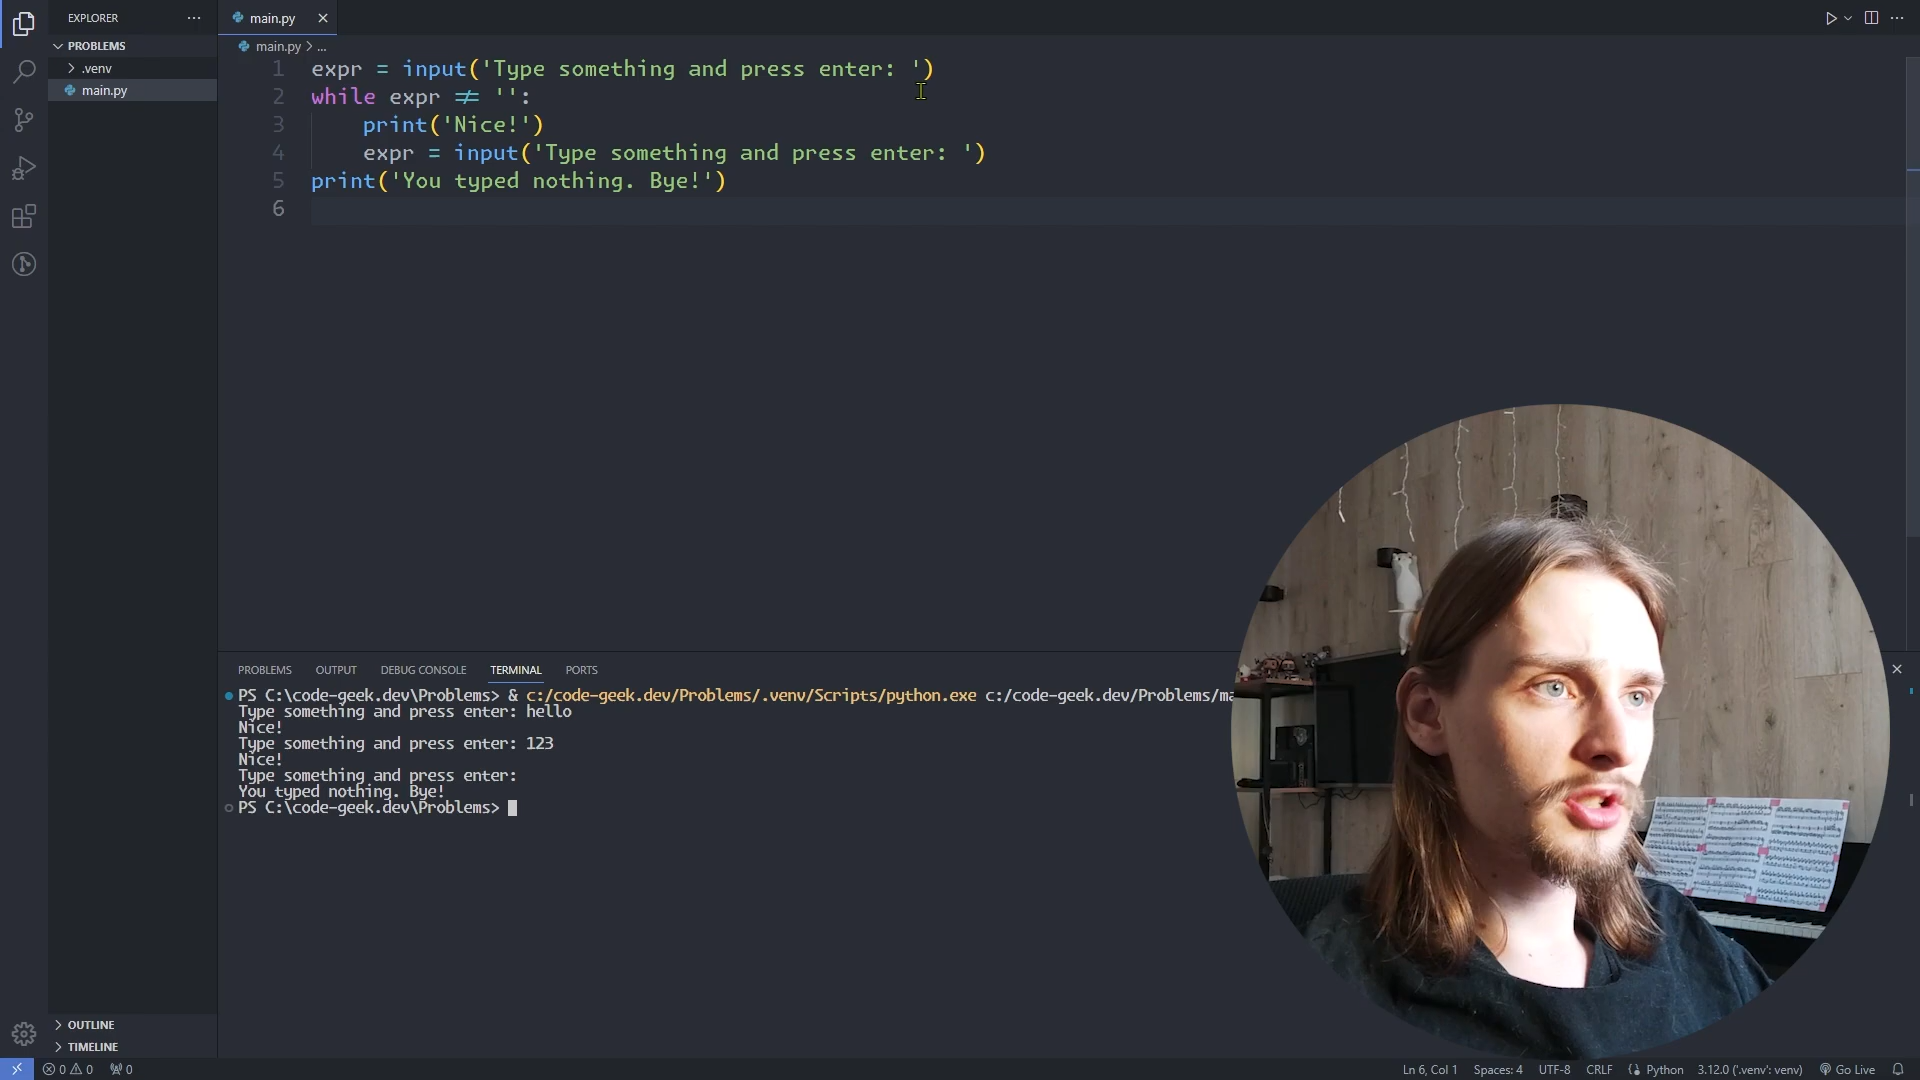 EXPLORER
PROBLEMS
.venv
main.py
OUTLINE
TIMELINE
main.py
main.py > ...
1 expr = input('Type something and press enter: ')
2 while expr != '':
3 print('Nice!')
4 expr = input('Type something and press enter: ')
5 print('You typed nothing. Bye!')
6
PROBLEMS OUTPUT DEBUG CONSOLE TERMINAL PORTS
PS C:\code-geek.dev\Problems> & c:/code-geek.dev/Problems/.venv/Scripts/python.exe c:/code-geek.dev/Problems/ma
Type something and press enter: hello
Nice!
Type something and press enter: 123
Nice!
Type something and press enter:
You typed nothing. Bye!
PS C:\code-geek.dev\Problems>
0 0 0 Ln 6, Col 1 Spaces: 4 UTF-8 CRLF Python 3.12.0 ('.venv': venv) Go Live